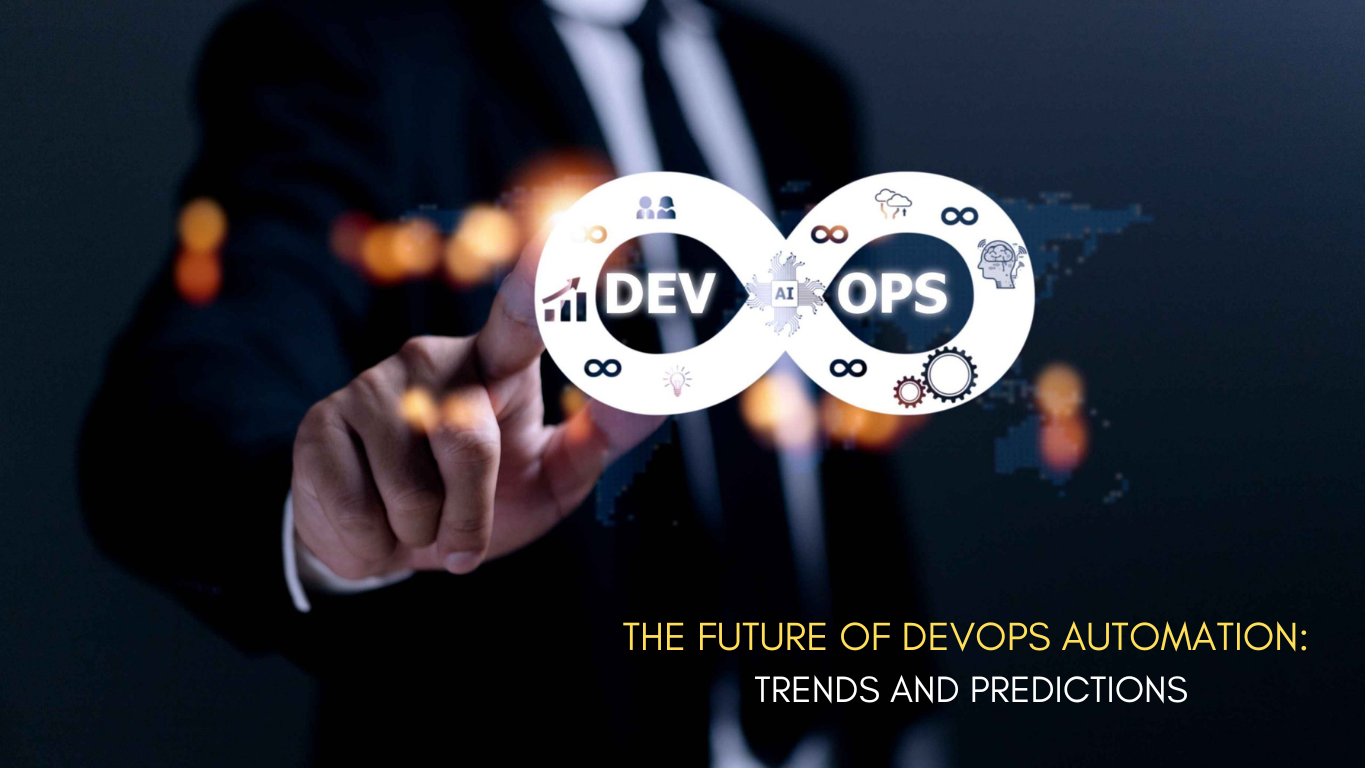 DEV AI OPS
THE FUTURE OF DEVOPS AUTOMATION:
TRENDS AND PREDICTIONS